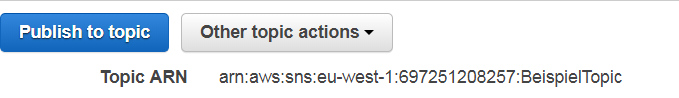 Publish to topic Other topic actions
Topic ARN arn:aws:sns:eu-west-1:697251208257:BeispielTopic